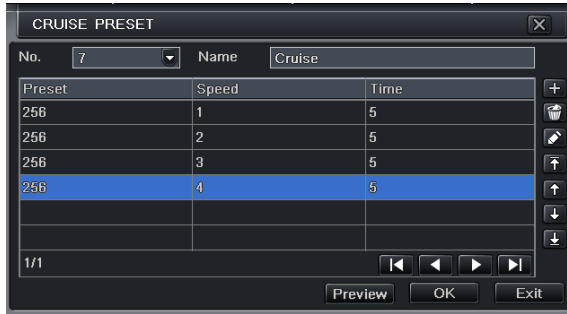 CRUISE PRESET
No. 7 Name Cruise
Preset Speed Time
256 1 5
256 2 5
256 3 5
256 4 5
1/1
Preview OK Exit